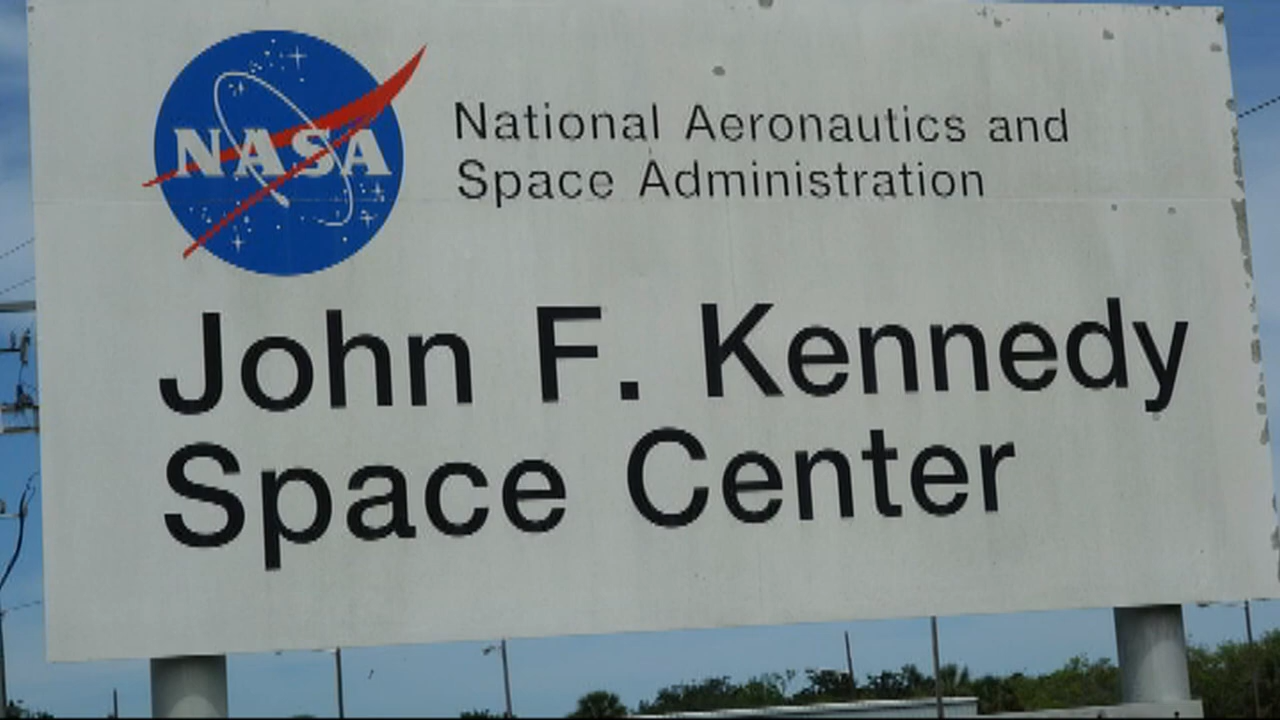 NASA
National Aeronautics and
Space Administration
John F. Kennedy
Space Center